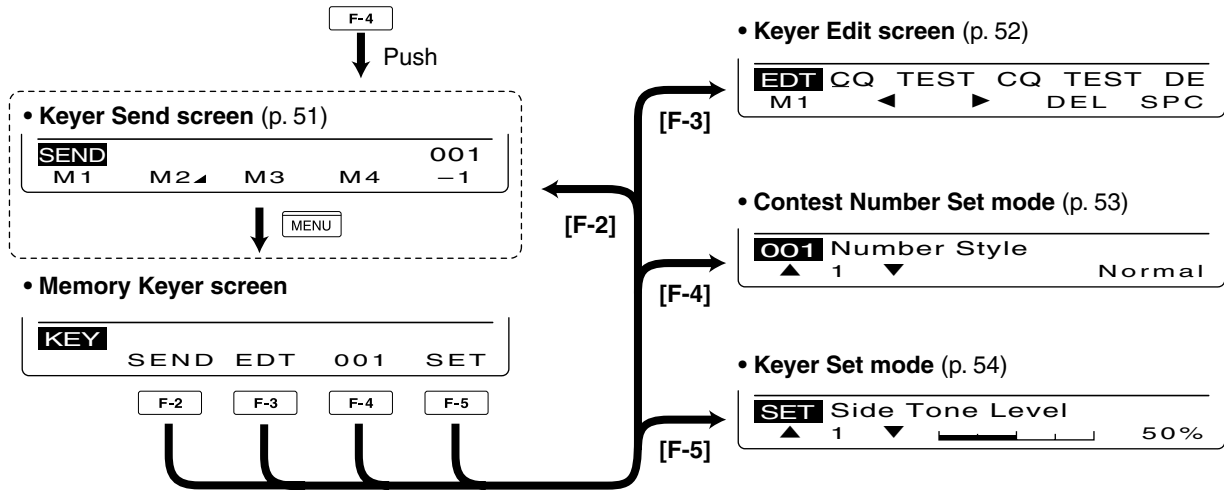 F-4
Push
• Keyer Send screen (p. 51)
SEND 001
M1 M2 M3 M4 −1
MENU
• Memory Keyer screen
KEY
SEND EDT 001 SET
F-2 F-3 F-4 F-5
[F-2]
[F-3]
[F-4]
[F-5]
• Keyer Edit screen (p. 52)
EDT CQ TEST CQ TEST DE
M1 ◀ ▶ DEL SPC
• Contest Number Set mode (p. 53)
001 Number Style
▲ 1 ▼ Normal
• Keyer Set mode (p. 54)
SET Side Tone Level
▲ 1 ▼ 50%